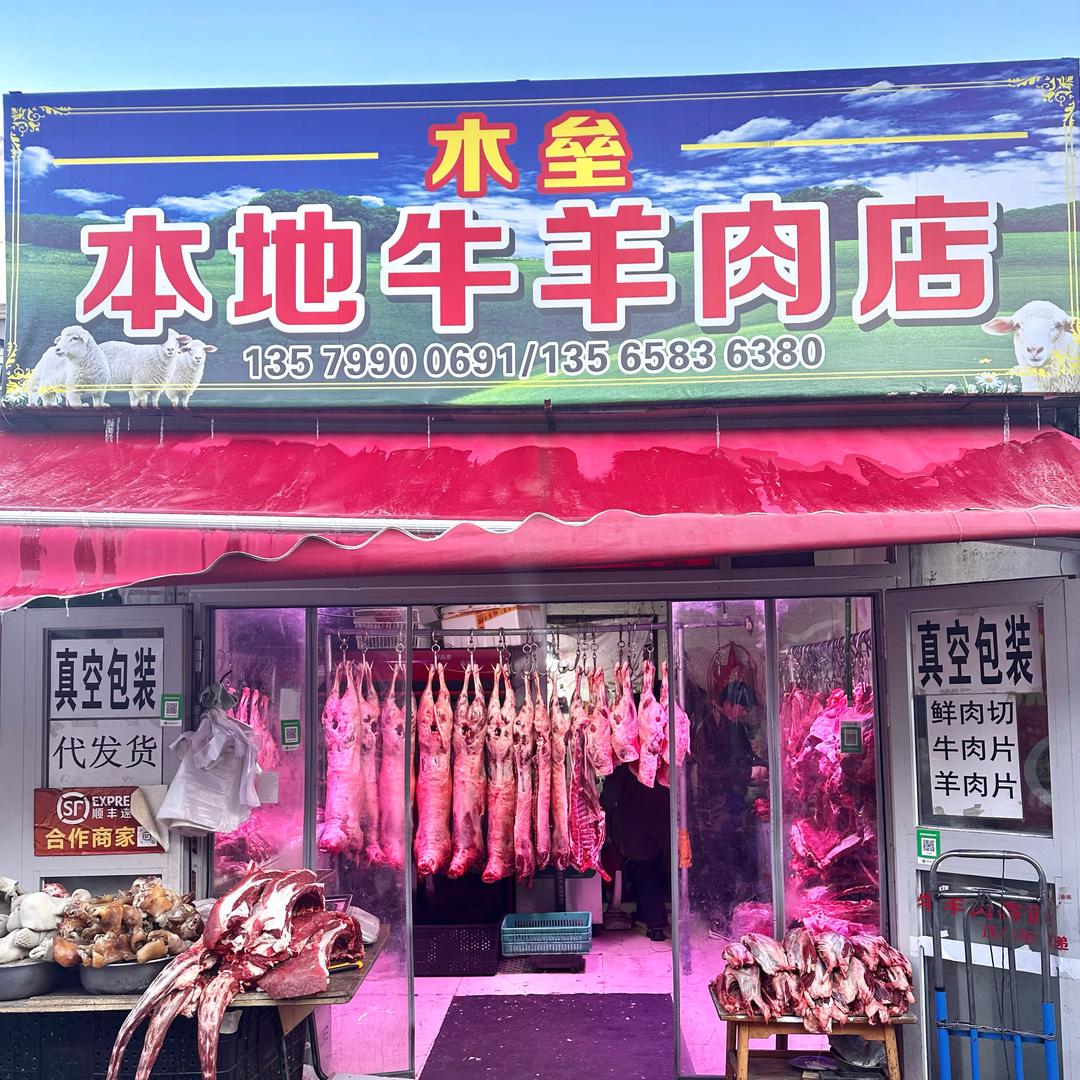 木垒
本地牛羊肉店
135 7990 0691/135 6583 6380
真空包装
代发货
SF EXPRE
顺丰速
合作商家
真空包装
鲜肉切
牛肉片
羊肉片